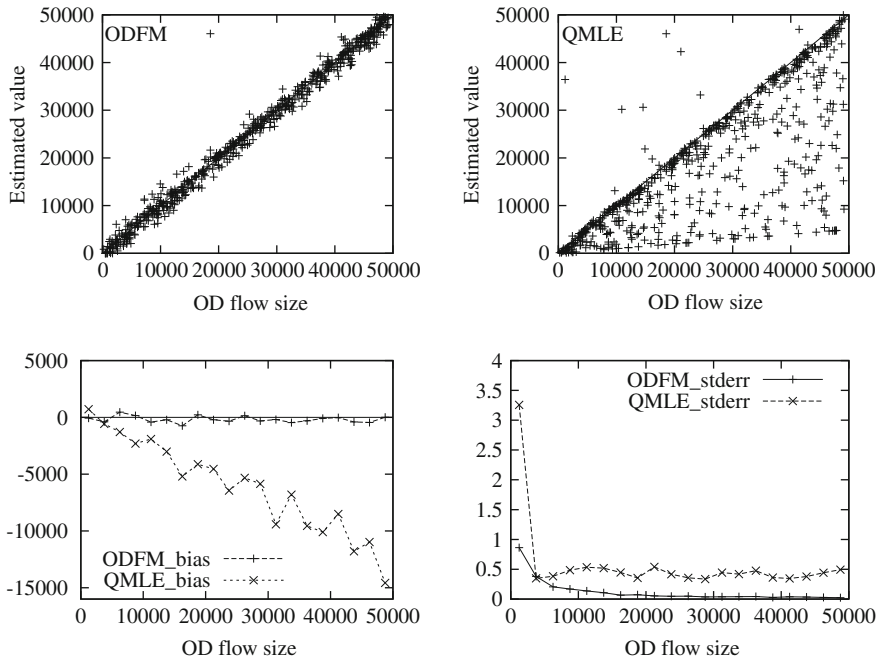 ODFM
Estimated value
50000
40000
30000
20000
10000
0
0 10000 20000 30000 40000 50000
OD flow size
QMLE
Estimated value
50000
40000
30000
20000
10000
0
0 10000 20000 30000 40000 50000
OD flow size
5000
0
-5000
-10000
-15000
ODFM_bias
QMLE_bias
0 10000 20000 30000 40000 50000
OD flow size
4
3.5
3
2.5
2
1.5
1
0.5
0
ODFM_stderr
QMLE_stderr
0 10000 20000 30000 40000 50000
OD flow size